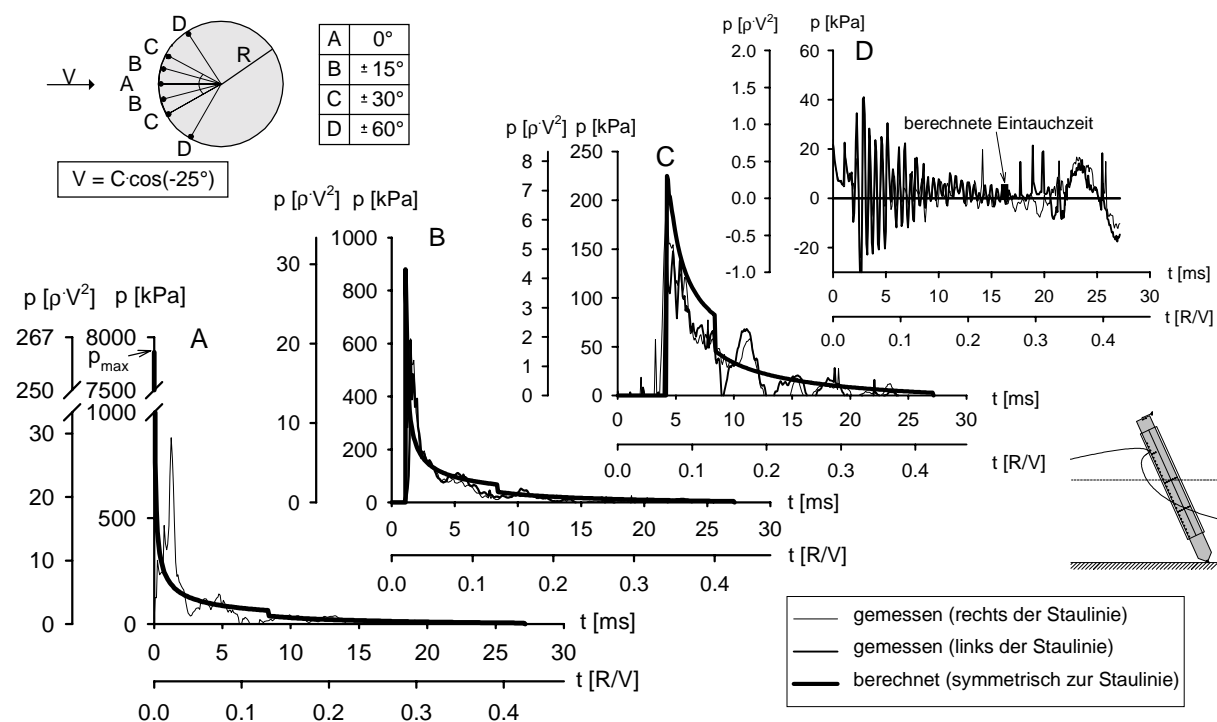 D
C
B
A
B
C
D
R
V
A 0°
B ± 15°
C ± 30°
D ± 60°
V = C·cos(-25°)
p [ρ·V²] p [kPa]
A
267
250
30
20
10
0
8000
7500
1000
500
0
p max
0 5 10 15 20 25 30
t [ms]
0.0 0.1 0.2 0.3 0.4
t [R/V]
p [ρ·V²] p [kPa]
B
30
20
10
0
1000
800
600
400
200
0
0 5 10 15 20 25 30
t [ms]
0.0 0.1 0.2 0.3 0.4
t [R/V]
p [ρ·V²] p [kPa]
C
8
7
6
5
4
3
2
1
0
250
200
150
100
50
0
0 5 10 15 20 25 30
t [ms]
0.0 0.1 0.2 0.3 0.4
t [R/V]
p [ρ·V²] p [kPa]
D
2.0
1.5
1.0
0.5
0.0
-0.5
-1.0
60
40
20
0
-20
berechnete Eintauchzeit
0 5 10 15 20 25 30
t [ms]
0.0 0.1 0.2 0.3 0.4
t [R/V]
gemessen (rechts der Staulinie)
gemessen (links der Staulinie)
berechnet (symmetrisch zur Staulinie)